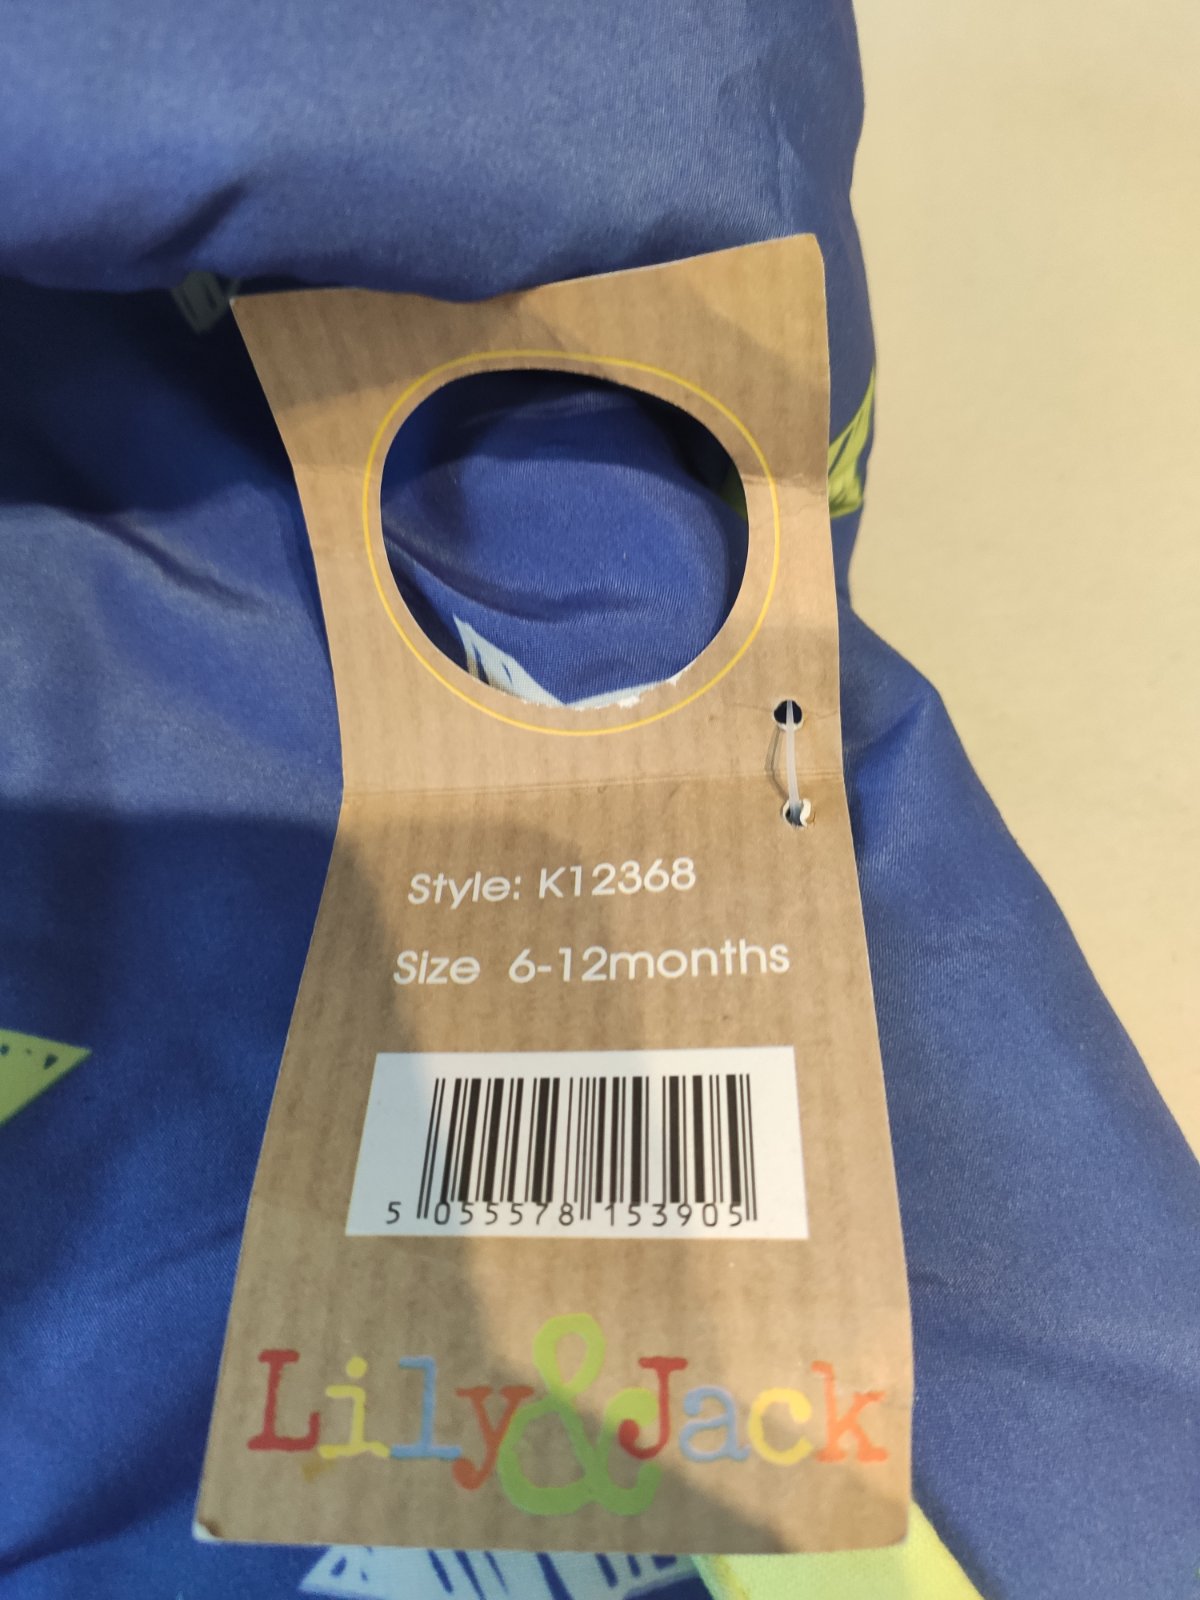 Style: K12368
Size 6-12months
5 055578 153905
Lily&Jack